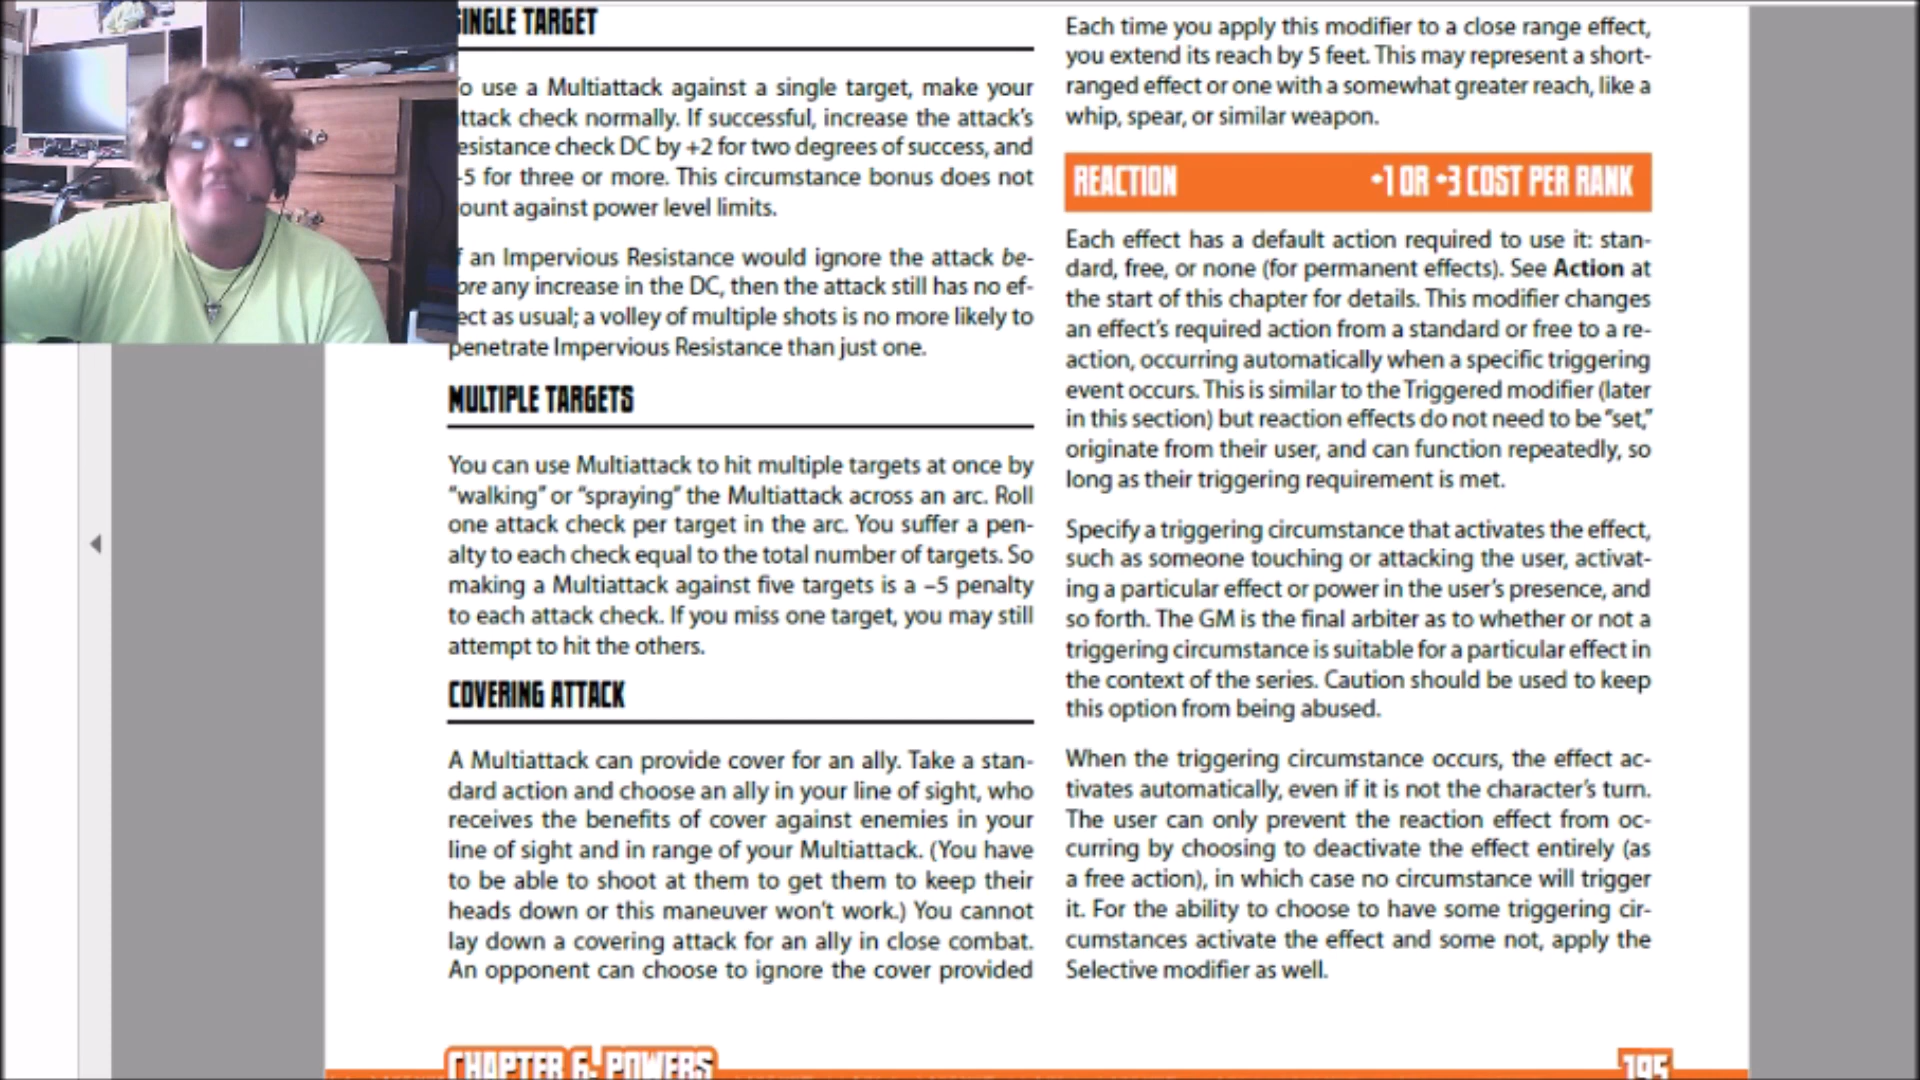 SINGLE TARGET
o use a Multiattack against a single target, make your
ttack check normally. If successful, increase the attack's
esistance check DC by +2 for two degrees of success, and
-5 for three or more. This circumstance bonus does not
ount against power level limits.
f an Impervious Resistance would ignore the attack be-
ore any increase in the DC, then the attack still has no ef-
ect as usual; a volley of multiple shots is no more likely to
penetrate Impervious Resistance than just one.
MULTIPLE TARGETS
You can use Multiattack to hit multiple targets at once by
“walking” or “spraying” the Multiattack across an arc. Roll
one attack check per target in the arc. You suffer a pen-
alty to each check equal to the total number of targets. So
making a Multiattack against five targets is a –5 penalty
to each attack check. If you miss one target, you may still
attempt to hit the others.
COVERING ATTACK
A Multiattack can provide cover for an ally. Take a stan-
dard action and choose an ally in your line of sight, who
receives the benefits of cover against enemies in your
line of sight and in range of your Multiattack. (You have
to be able to shoot at them to get them to keep their
heads down or this maneuver won't work.) You cannot
lay down a covering attack for an ally in close combat.
An opponent can choose to ignore the cover provided
Each time you apply this modifier to a close range effect,
you extend its reach by 5 feet. This may represent a short-
ranged effect or one with a somewhat greater reach, like a
whip, spear, or similar weapon.
REACTION +1 OR +3 COST PER RANK
Each effect has a default action required to use it: stan-
dard, free, or none (for permanent effects). See Action at
the start of this chapter for details. This modifier changes
an effect's required action from a standard or free to a re-
action, occurring automatically when a specific triggering
event occurs. This is similar to the Triggered modifier (later
in this section) but reaction effects do not need to be “set,”
originate from their user, and can function repeatedly, so
long as their triggering requirement is met.
Specify a triggering circumstance that activates the effect,
such as someone touching or attacking the user, activat-
ing a particular effect or power in the user's presence, and
so forth. The GM is the final arbiter as to whether or not a
triggering circumstance is suitable for a particular effect in
the context of the series. Caution should be used to keep
this option from being abused.
When the triggering circumstance occurs, the effect ac-
tivates automatically, even if it is not the character's turn.
The user can only prevent the reaction effect from oc-
curring by choosing to deactivate the effect entirely (as
a free action), in which case no circumstance will trigger
it. For the ability to choose to have some triggering cir-
cumstances activate the effect and some not, apply the
Selective modifier as well.
CHAPTER 6: POWERS
195